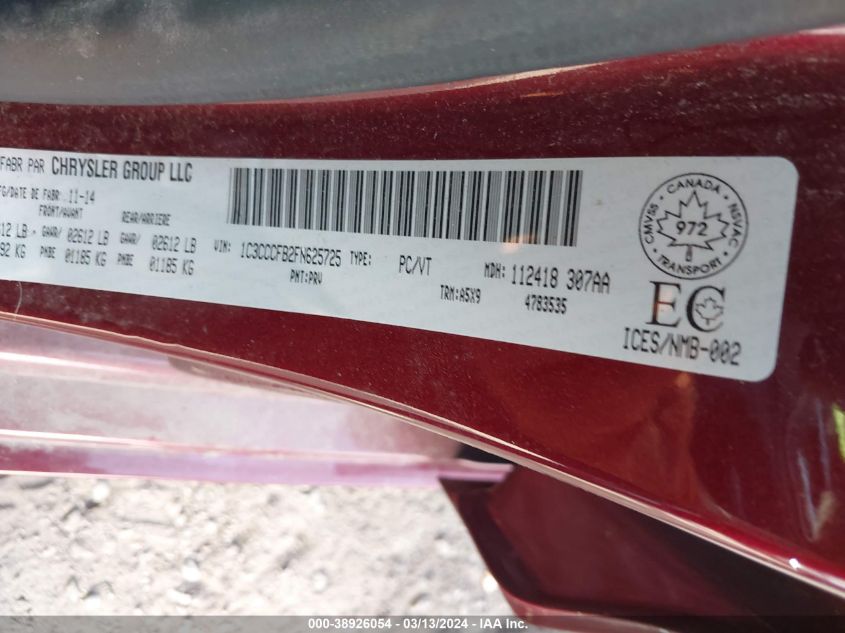 FABR PAR CHRYSLER GROUP LLC
FG/DATE DE FABR 11-14
FRONT/AVANT REAR/ARRIERE
612 LB GAWR/ 02612 LB GAWR/ 02612 LB
92 KG PNBE 01185 KG PNBE 01185 KG
VIN: 1C3CCCFB2FN625725 TYPE: PC/VT MDH: 112418 307AA
PNT:PRV TRM:A5X9 4783535
CMVSS · CANADA · NSVAC
972
TRANSPORT
EC
ICES/NMB-002
000-38926054 - 03/13/2024 - IAA Inc.